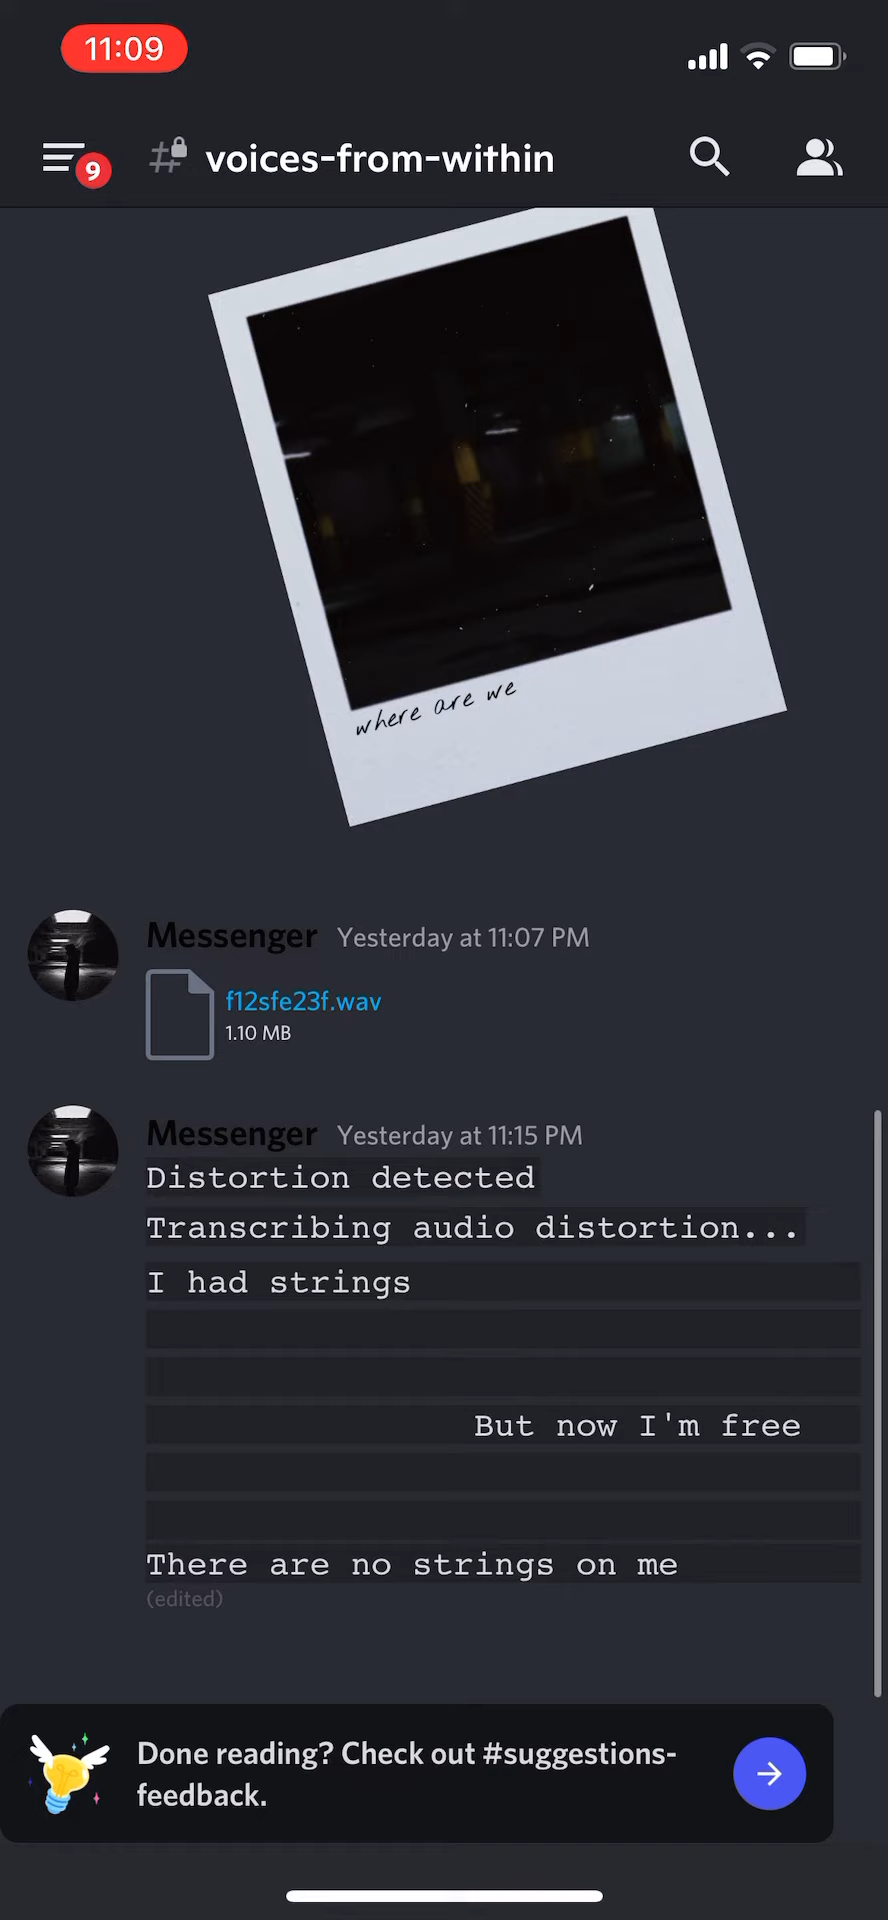 11:09
9
voices-from-within
where are we
Messenger Yesterday at 11:07 PM
f12sfe23f.wav
1.10 MB
Messenger Yesterday at 11:15 PM
Distortion detected
Transcribing audio distortion...
I had strings
But now I'm free
There are no strings on me
(edited)
Done reading? Check out #suggestions-
feedback.